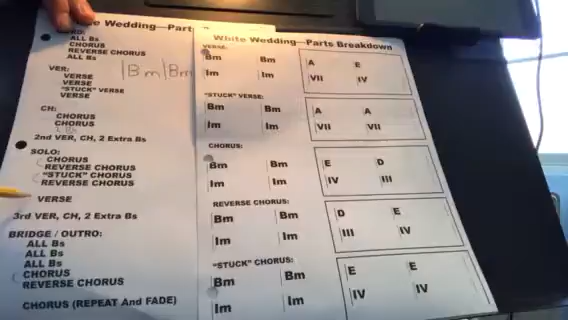 te Wedding—Part
RD:
ALL Bs
CHORUS
REVERSE CHORUS
ALL Bs
VER:
VERSE
VERSE
"STUCK" VERSE
VERSE
|Bm|Bm
CH:
CHORUS
CHORUS
2nd VER, CH, 2 Extra Bs
SOLO:
CHORUS
REVERSE CHORUS
"STUCK" CHORUS
REVERSE CHORUS
VERSE
3rd VER, CH, 2 Extra Bs
BRIDGE / OUTRO:
ALL Bs
ALL Bs
ALL Bs
CHORUS
REVERSE CHORUS
CHORUS (REPEAT And FADE)
White Wedding—Parts Breakdown
VERSE:
Bm Bm A E
Im Im VII IV
"STUCK" VERSE:
Bm Bm A A
Im Im VII VII
CHORUS:
Bm Bm E D
Im Im IV III
REVERSE CHORUS:
Bm Bm D E
Im Im III IV
"STUCK" CHORUS:
Bm Bm E E
Im Im IV IV